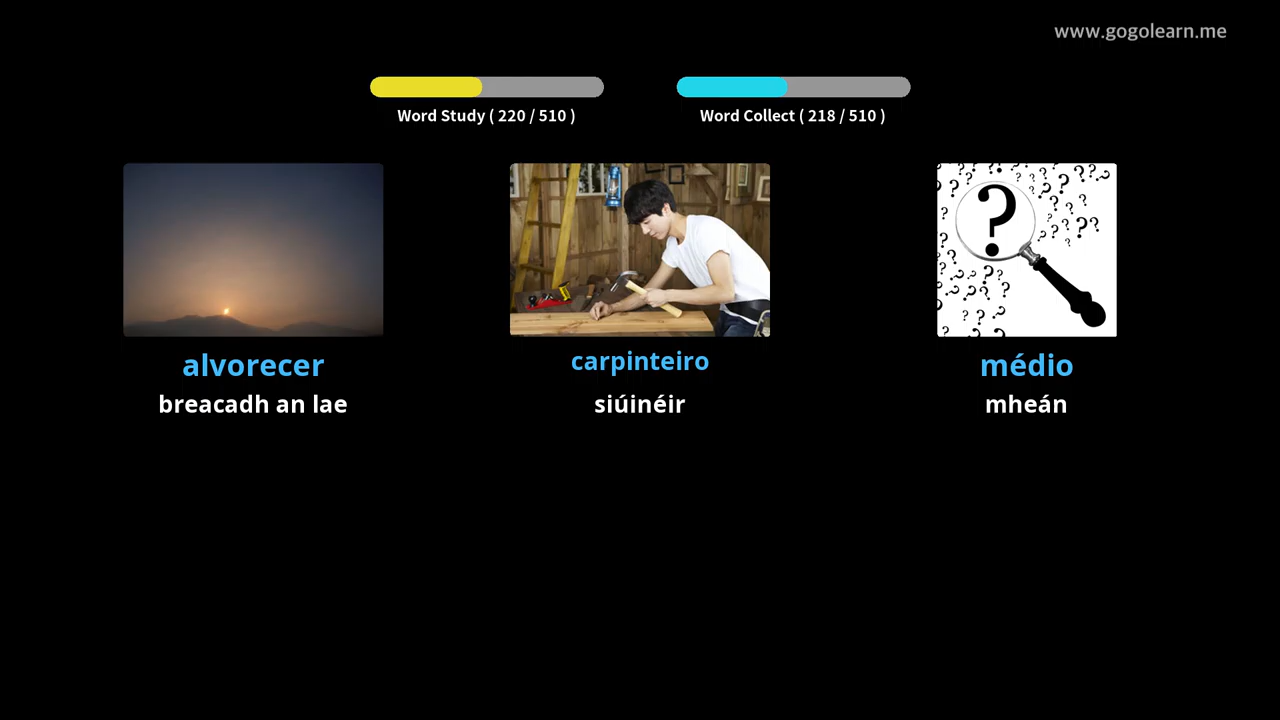 www.gogolearn.me
Word Study ( 220 / 510 )
Word Collect ( 218 / 510 )
alvorecer
carpinteiro
médio
breacadh an lae
siúinéir
mheán